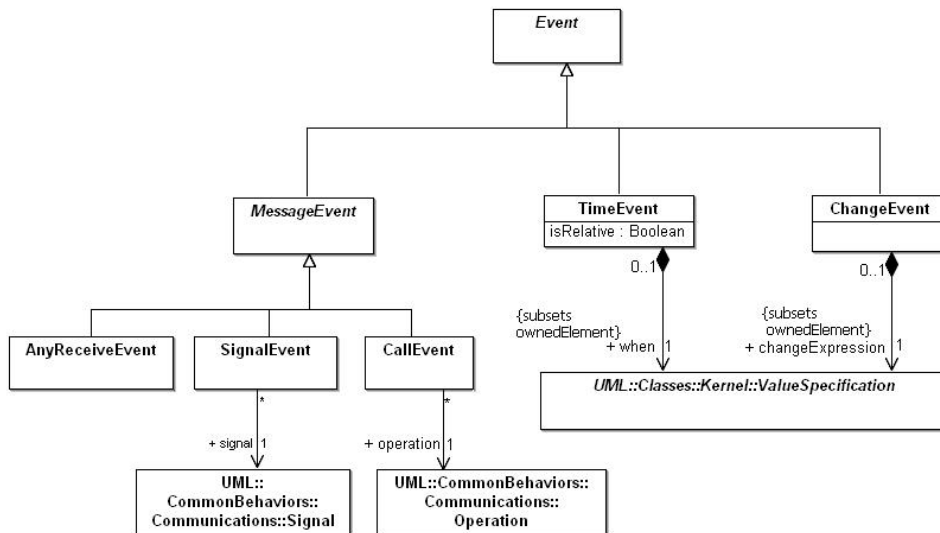 Event
MessageEvent
TimeEvent
isRelative : Boolean
ChangeEvent
0..1
{subsets
ownedElement}
+ when 1
0..1
{subsets
ownedElement}
+ changeExpression 1
AnyReceiveEvent
SignalEvent
CallEvent
UML::Classes::Kernel::ValueSpecification
*
+ signal 1
*
+ operation 1
UML::
CommonBehaviors::
Communications::Signal
UML::CommonBehaviors::
Communications::
Operation